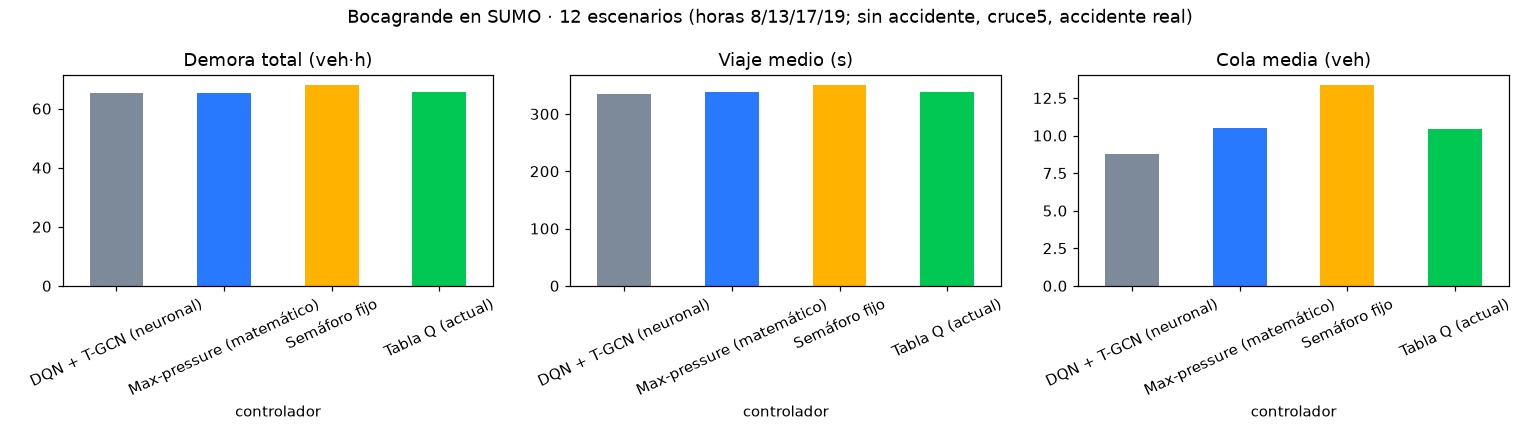 Bocagrande en SUMO · 12 escenarios (horas 8/13/17/19; sin accidente, cruce5, accidente real)
Demora total (veh·h)
60
40
20
0
DQN + T-GCN (neuronal)
Max-pressure (matemático)
Semáforo fijo
Tabla Q (actual)
controlador
Viaje medio (s)
300
200
100
0
DQN + T-GCN (neuronal)
Max-pressure (matemático)
Semáforo fijo
Tabla Q (actual)
controlador
Cola media (veh)
12.5
10.0
7.5
5.0
2.5
0.0
DQN + T-GCN (neuronal)
Max-pressure (matemático)
Semáforo fijo
Tabla Q (actual)
controlador